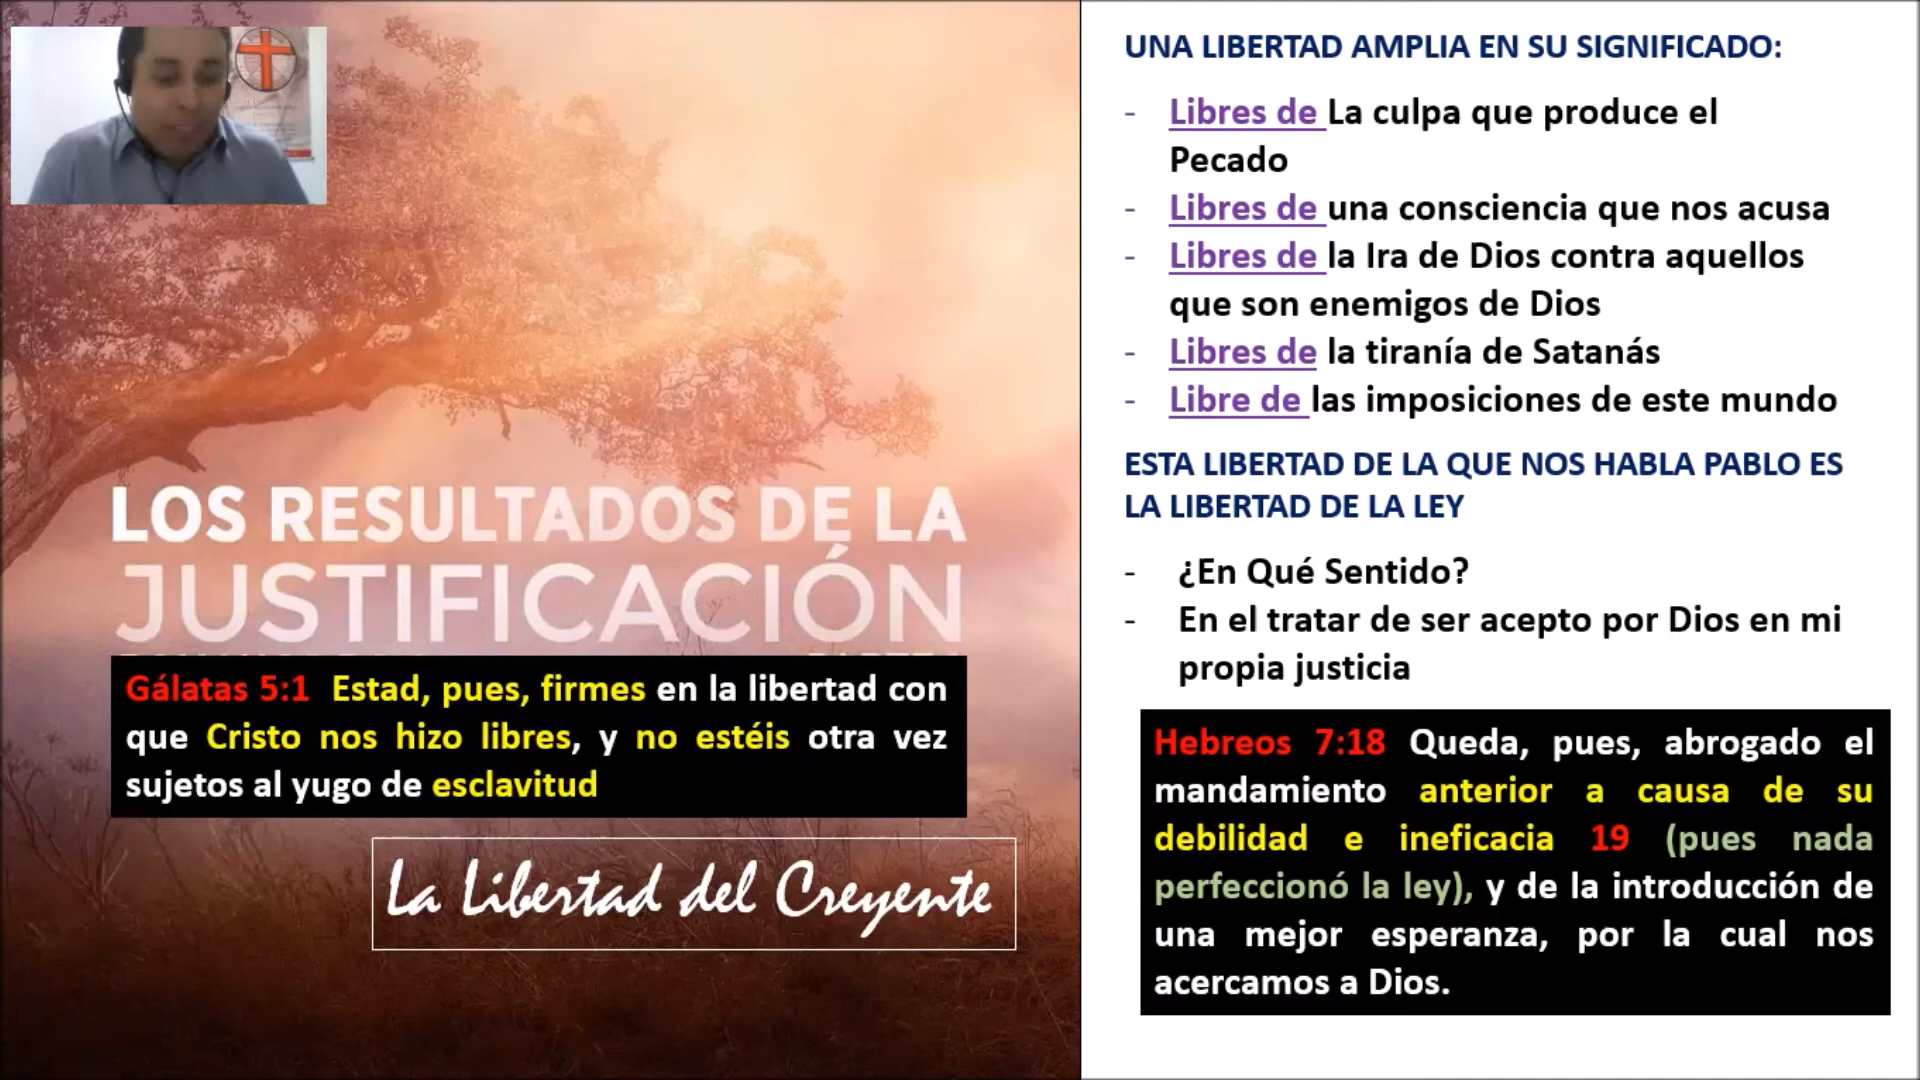 LOS RESULTADOS DE LA
JUSTIFICACIÓN
Gálatas 5:1 Estad, pues, firmes en la libertad con
que Cristo nos hizo libres, y no estéis otra vez
sujetos al yugo de esclavitud
La Libertad del Creyente
UNA LIBERTAD AMPLIA EN SU SIGNIFICADO:
- Libres de La culpa que produce el
Pecado
- Libres de una consciencia que nos acusa
- Libres de la Ira de Dios contra aquellos
que son enemigos de Dios
- Libres de la tiranía de Satanás
- Libre de las imposiciones de este mundo
ESTA LIBERTAD DE LA QUE NOS HABLA PABLO ES
LA LIBERTAD DE LA LEY
- ¿En Qué Sentido?
- En el tratar de ser acepto por Dios en mi
propia justicia
Hebreos 7:18 Queda, pues, abrogado el
mandamiento anterior a causa de su
debilidad e ineficacia 19 (pues nada
perfeccionó la ley), y de la introducción de
una mejor esperanza, por la cual nos
acercamos a Dios.